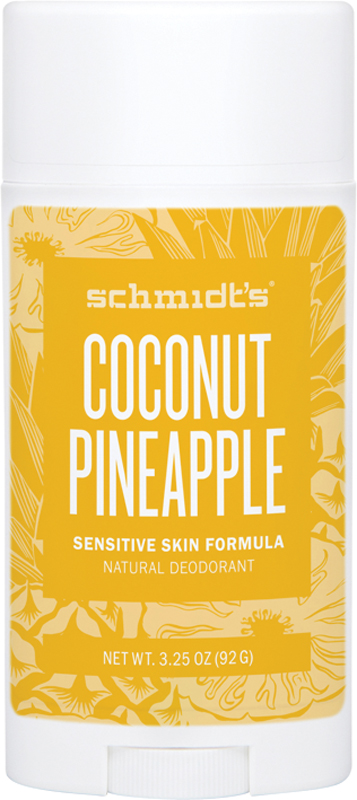 schmidt's®
COCONUT
PINEAPPLE
SENSITIVE SKIN FORMULA
NATURAL DEODORANT
NET WT. 3.25 OZ (92 G)